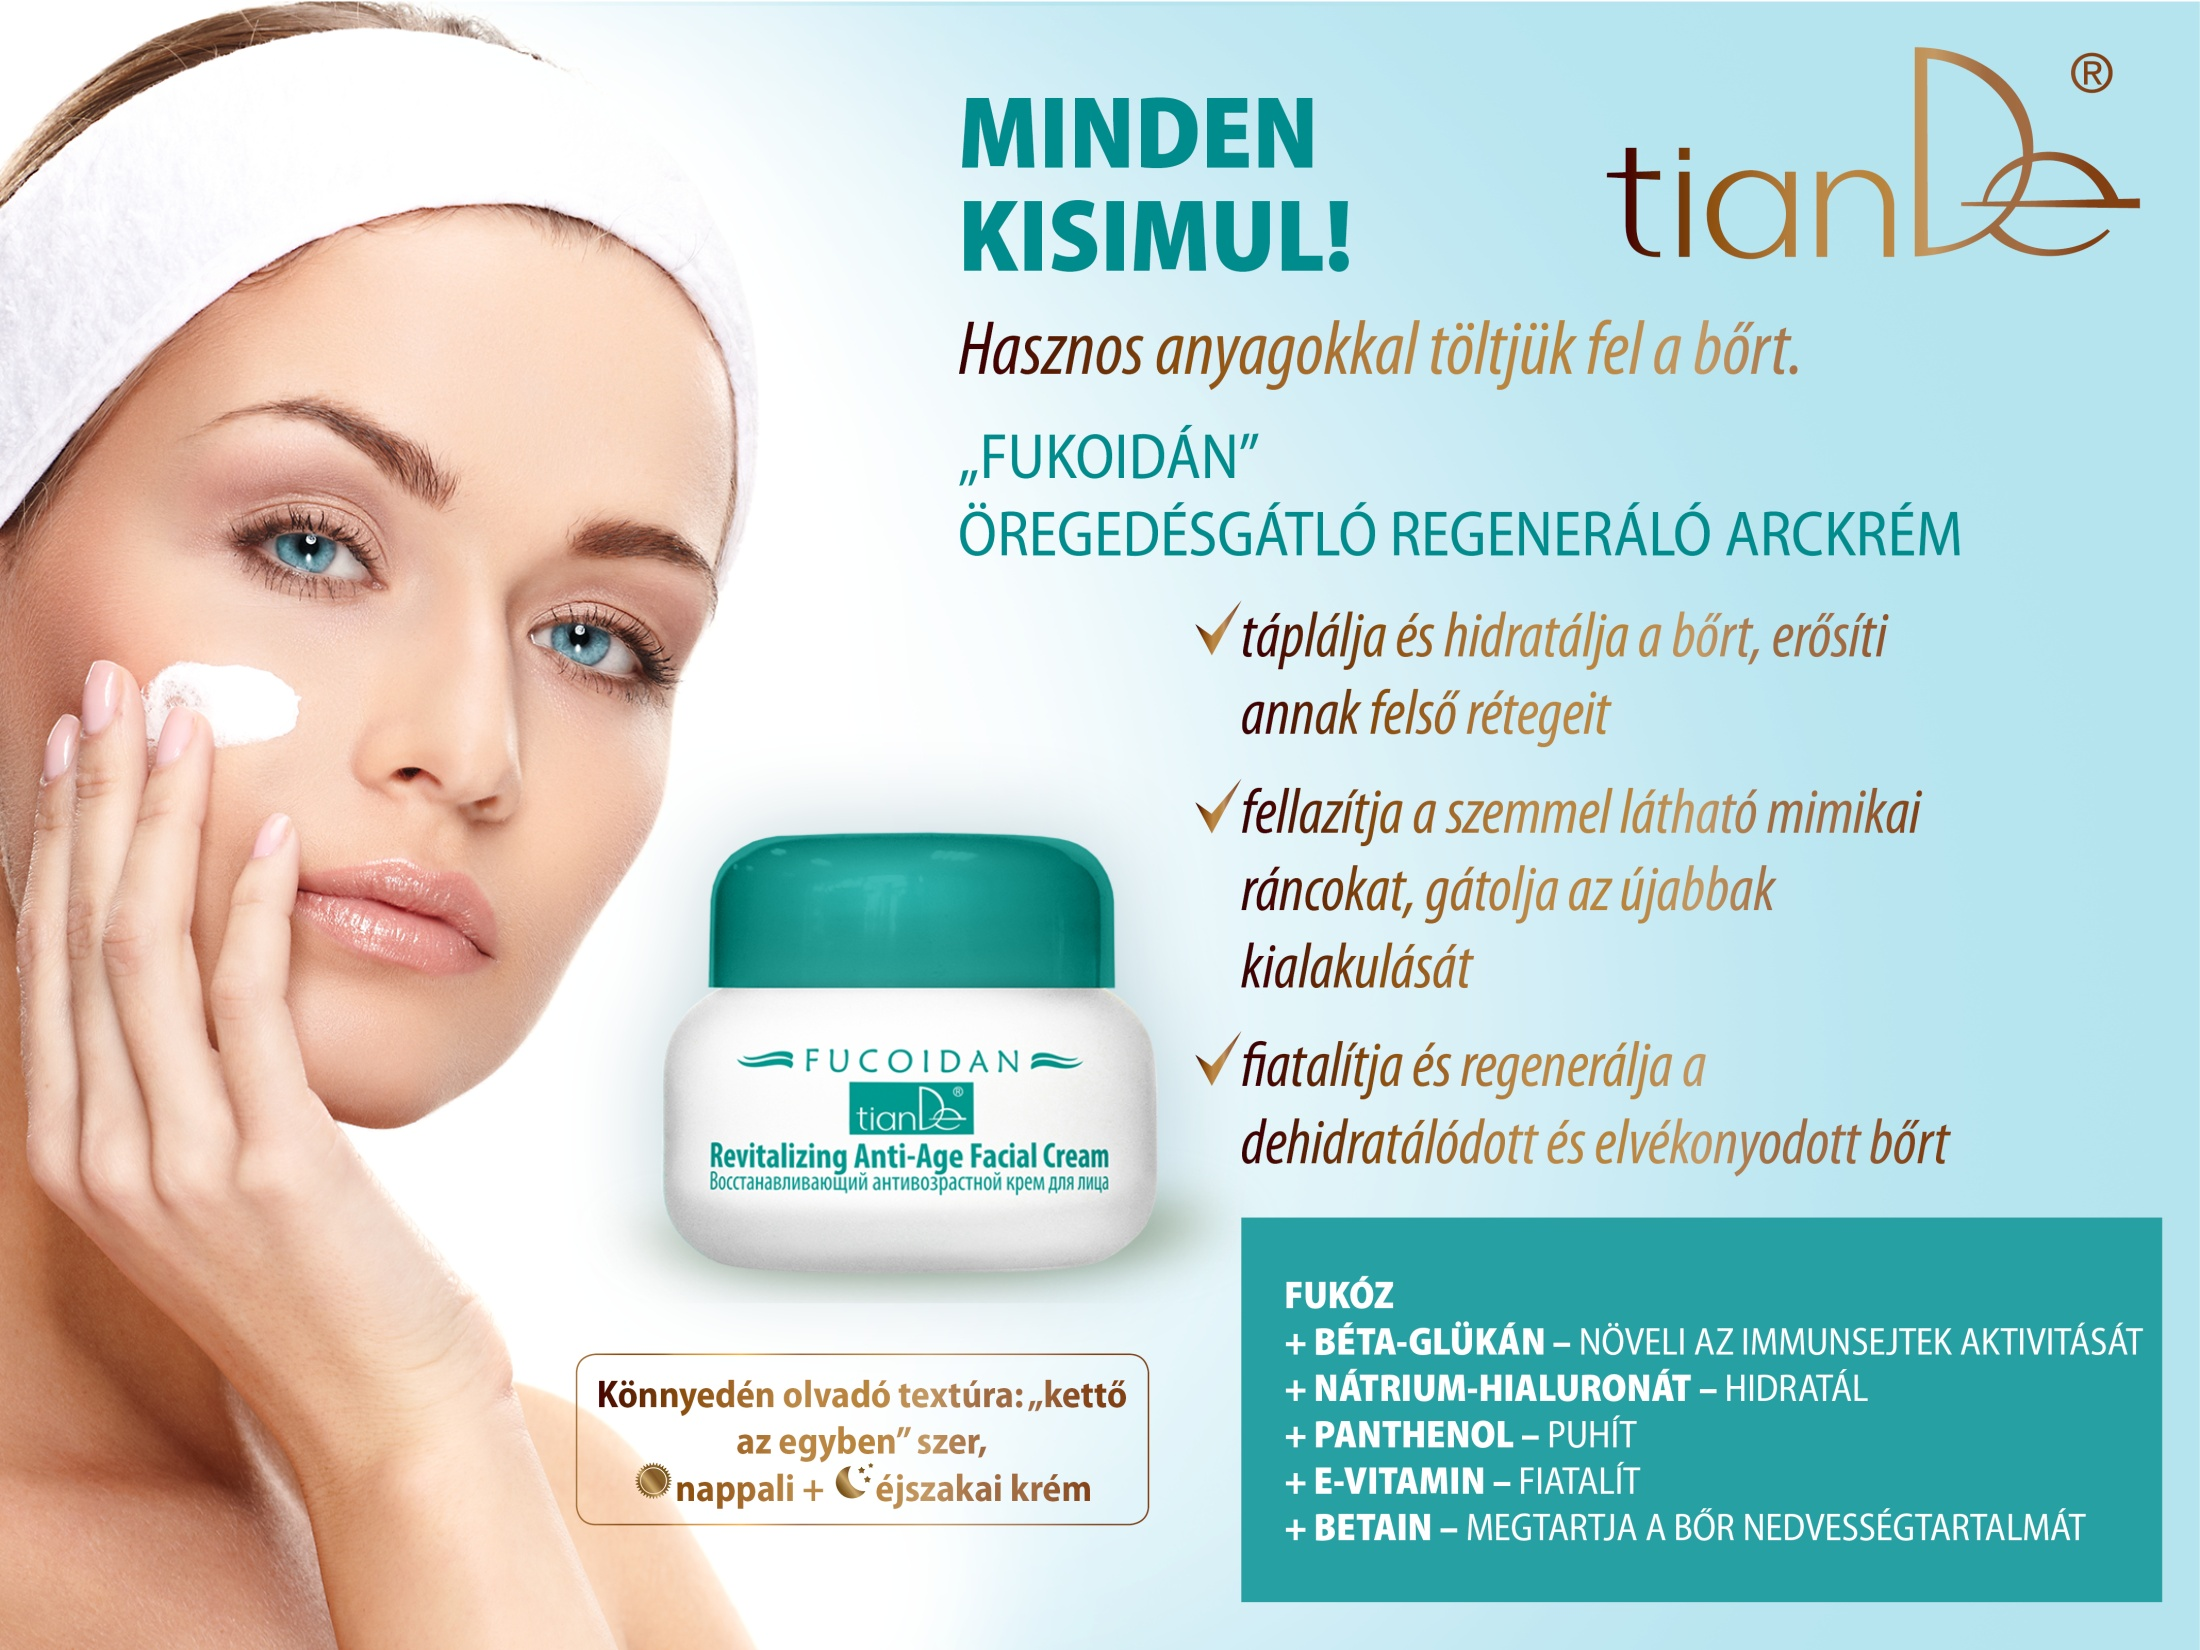 MINDEN
KISIMUL!
tianDe®
Hasznos anyagokkal töltjük fel a bőrt.
„FUKOIDÁN”
ÖREGEDÉSGÁTLÓ REGENERÁLÓ ARCKRÉM
táplálja és hidratálja a bőrt, erősíti
annak felső rétegeit
fellazítja a szemmel látható mimikai
ráncokat, gátolja az újabbak
kialakulását
fiatalítja és regenerálja a
dehidratálódott és elvékonyodott bőrt
FUCOIDAN
tianDe®
Revitalizing Anti-Age Facial Cream
Восстанавливающий антивозрастной крем для лица
Könnyedén olvadó textúra: „kettő
az egyben” szer,
nappali + éjszakai krém
FUKÓZ
+ BÉTA-GLÜKÁN – NÖVELI AZ IMMUNSEJTEK AKTIVITÁSÁT
+ NÁTRIUM-HIALURONÁT – HIDRATÁL
+ PANTHENOL – PUHÍT
+ E-VITAMIN – FIATALÍT
+ BETAIN – MEGTARTJA A BŐR NEDVESSÉGTARTALMÁT